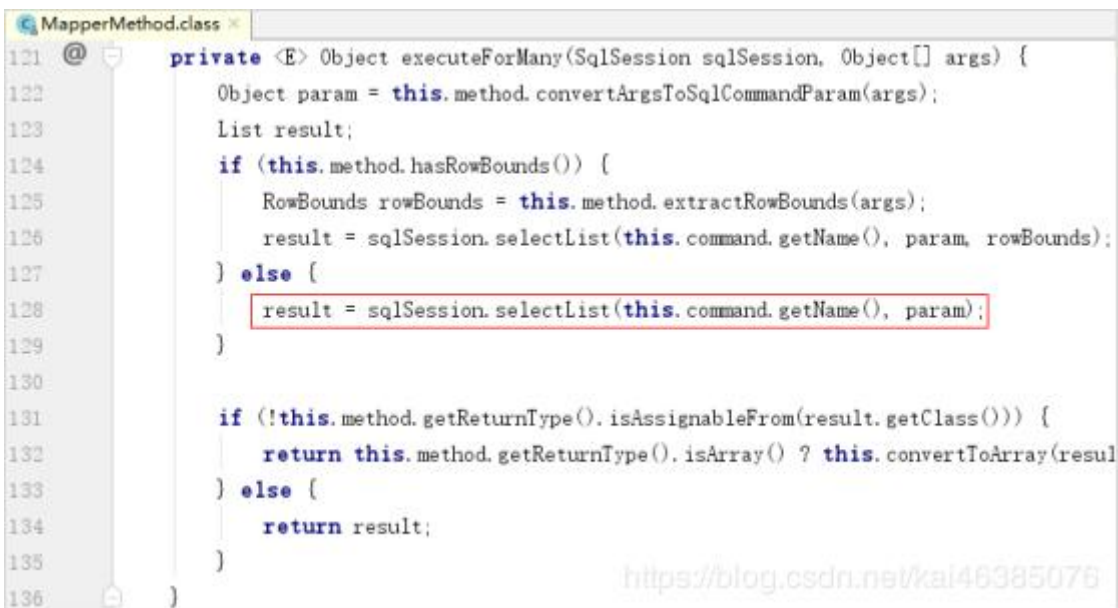 MapperMethod.class ×
121 @ private <E> Object executeForMany(SqlSession sqlSession, Object[] args) {
122 Object param = this.method.convertArgsToSqlCommandParam(args);
123 List result;
124 if (this.method.hasRowBounds()) {
125 RowBounds rowBounds = this.method.extractRowBounds(args);
126 result = sqlSession.selectList(this.command.getName(), param, rowBounds);
127 } else {
128 result = sqlSession.selectList(this.command.getName(), param);
129 }
130
131 if (!this.method.getReturnType().isAssignableFrom(result.getClass())) {
132 return this.method.getReturnType().isArray() ? this.convertToArray(resul
133 } else {
134 return result;
135 }
136 }
https://blog.csdn.net/kai46385076